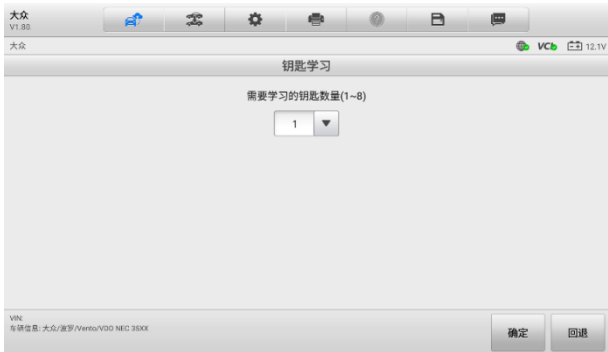 大众
V1.80.
大众
VCI
12.1V
钥匙学习
需要学习的钥匙数量(1~8)
1
VIN:
车辆信息: 大众/波罗/Vento/VDO NEC 35XX
确定
回退